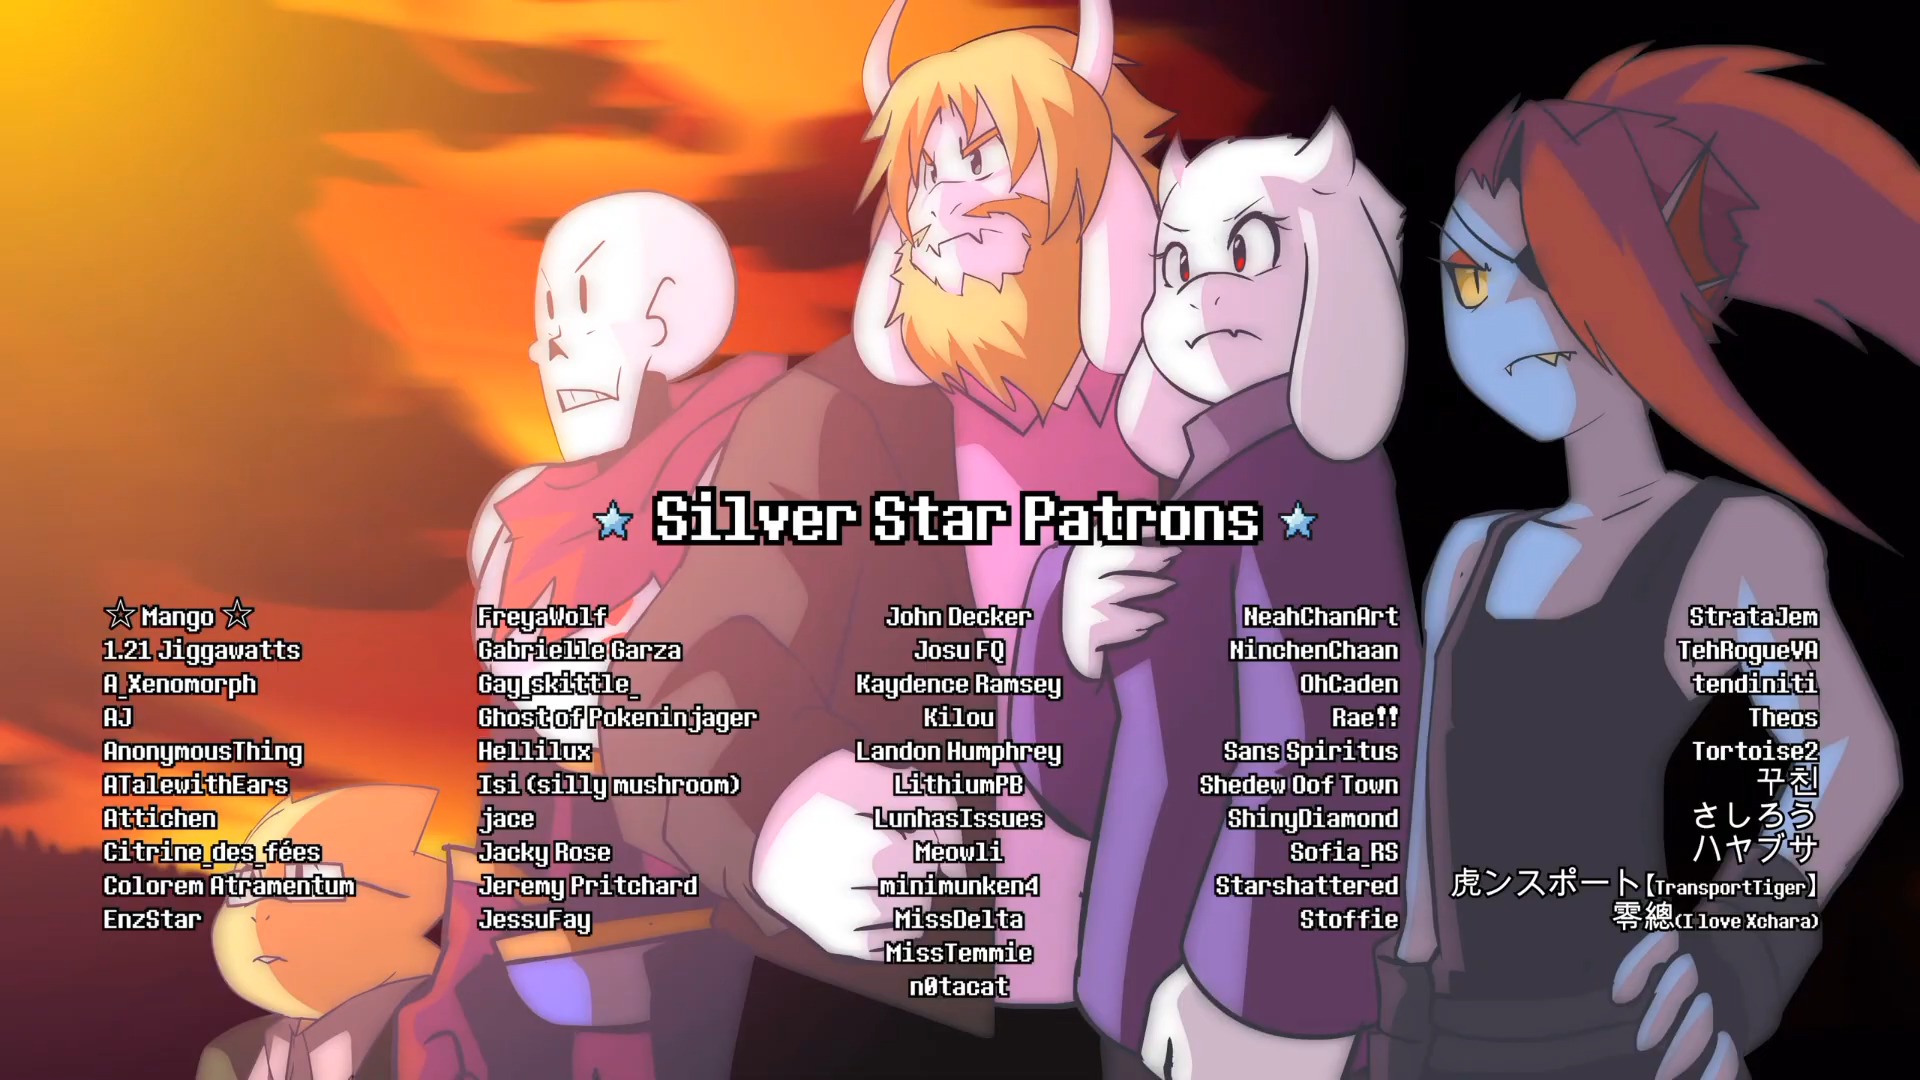 Silver Star Patrons
☆ Mango ☆
1.21 Jiggawatts
A_Xenomorph
AJ
AnonymousThing
ATalewithEars
Attichen
Citrine_des_fées
Colorem Atramentum
EnzStar
FreyaWolf
Gabrielle Garza
Gay_skittle_
Ghost of Pokeninjager
Hellilux
Isi (silly mushroom)
jace
Jacky Rose
Jeremy Pritchard
JessuFay
John Decker
Josu FQ
Kaydence Ramsey
Kilou
Landon Humphrey
LithiumPB
LunhasIssues
Meowli
minimunken4
MissDelta
MissTemmie
n0tacat
NeahChanArt
NinchenChaan
OhCaden
Rae!!
Sans Spiritus
Shedew Oof Town
ShinyDiamond
Sofia_RS
Starshattered
Stoffie
StrataJem
TehRogueVA
tendiniti
Theos
Tortoise2
꾸친
さしろう
ハヤブサ
虎ンスポート【TransportTiger】
零總(I love Xchara)